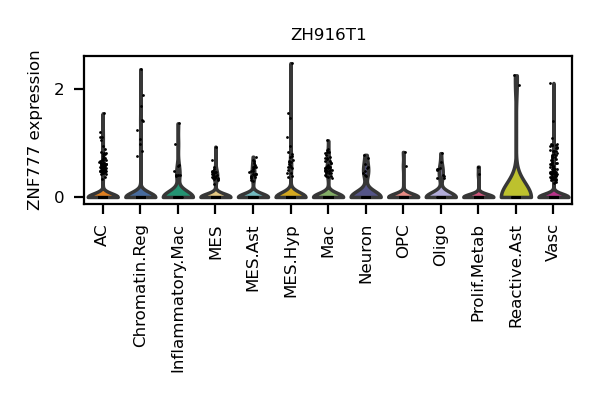 ZH916T1
ZNF777 expression
2
0
AC
Chromatin.Reg
Inflammatory.Mac
MES
MES.Ast
MES.Hyp
Mac
Neuron
OPC
Oligo
Prolif.Metab
Reactive.Ast
Vasc